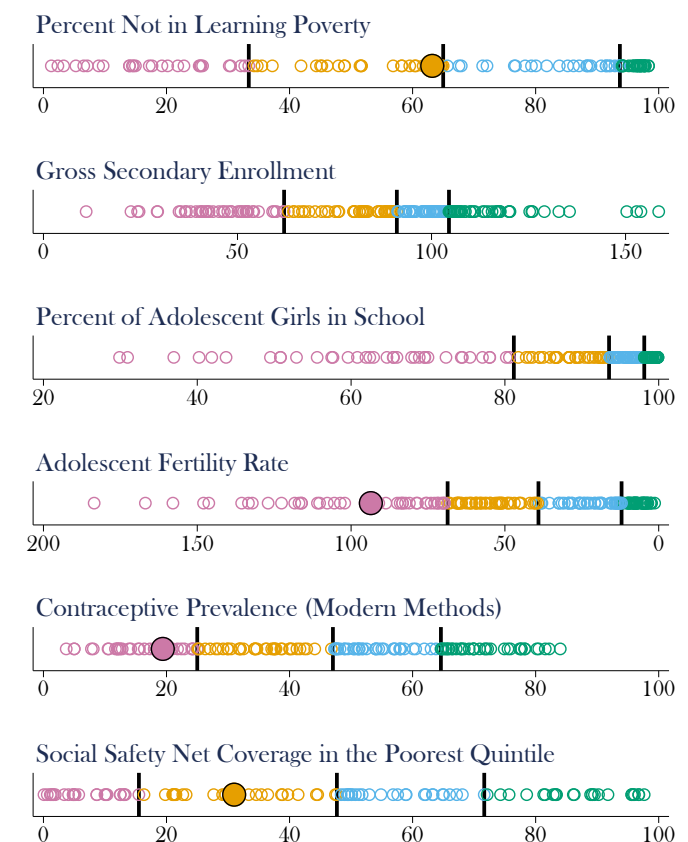 Percent Not in Learning Poverty
0 20 40 60 80 100
Gross Secondary Enrollment
0 50 100 150
Percent of Adolescent Girls in School
20 40 60 80 100
Adolescent Fertility Rate
200 150 100 50 0
Contraceptive Prevalence (Modern Methods)
0 20 40 60 80 100
Social Safety Net Coverage in the Poorest Quintile
0 20 40 60 80 100